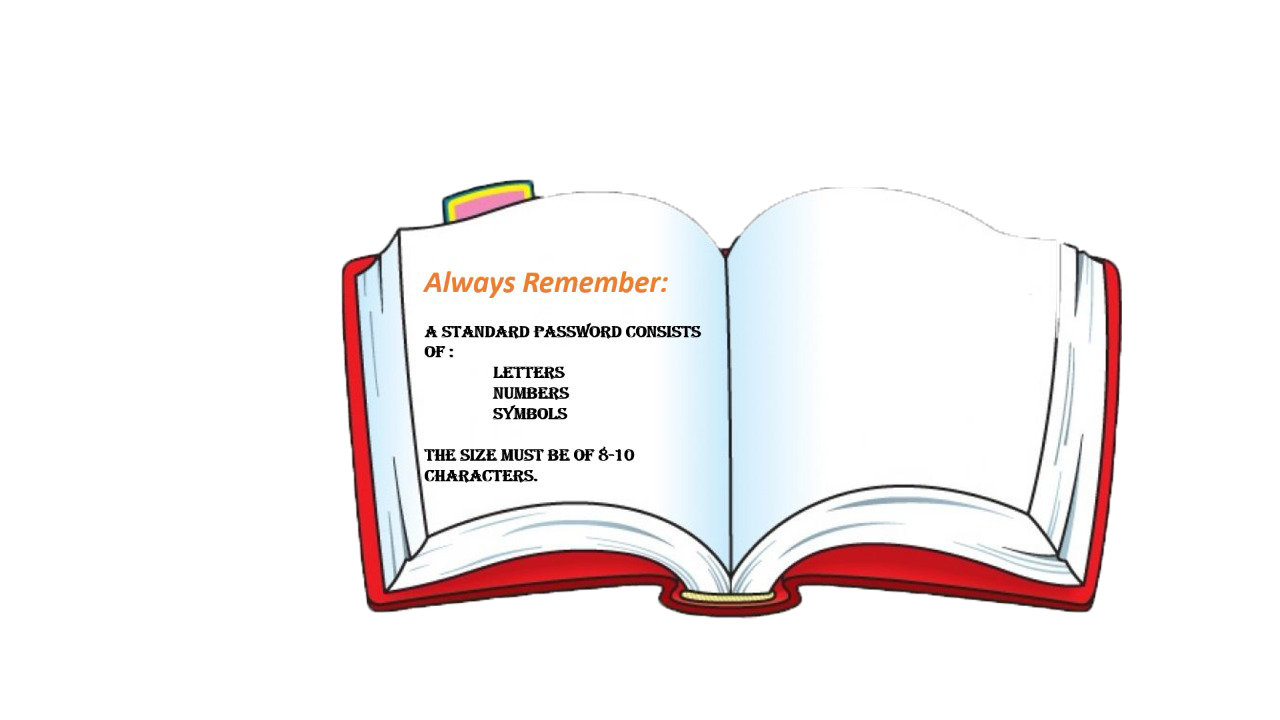 Always Remember:
A STANDARD PASSWORD CONSISTS
OF :
LETTERS
NUMBERS
SYMBOLS
THE SIZE MUST BE OF 8-10
CHARACTERS.